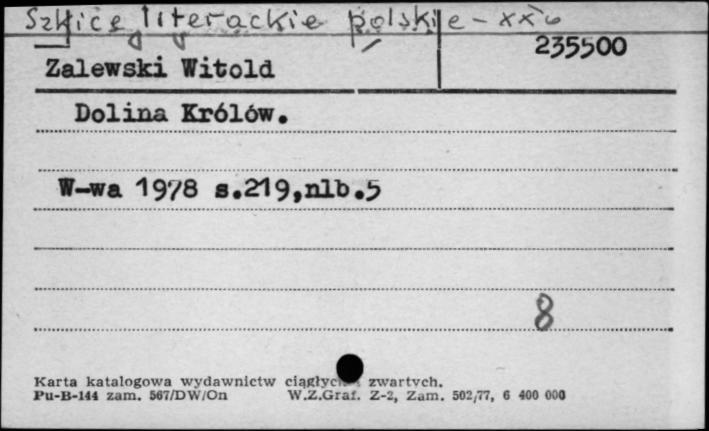 Szkice literackie polskie - XX w
235500
Zalewski Witold
Dolina Królów.
W-wa 1978 s.219,nlb.5
8
Karta katalogowa wydawnictw ciągłych i zwartych.
Pu-B-144 zam. 567/DW/On W.Z.Graf. Z-2, Zam. 502/77, 6 400 000